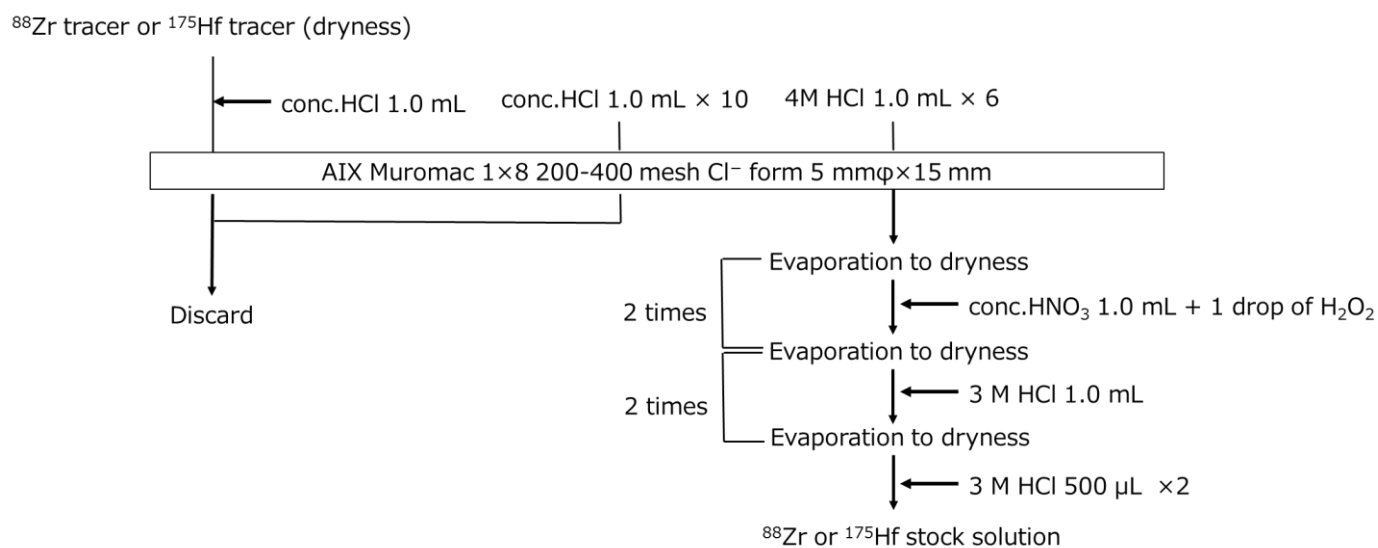 ⁸⁸Zr tracer or ¹⁷⁵Hf tracer (dryness)
conc.HCl 1.0 mL
conc.HCl 1.0 mL × 10
4M HCl 1.0 mL × 6
AIX Muromac 1×8 200-400 mesh Cl⁻ form 5 mmφ×15 mm
Discard
Evaporation to dryness
2 times
conc.HNO₃ 1.0 mL + 1 drop of H₂O₂
Evaporation to dryness
2 times
3 M HCl 1.0 mL
Evaporation to dryness
3 M HCl 500 μL ×2
⁸⁸Zr or ¹⁷⁵Hf stock solution